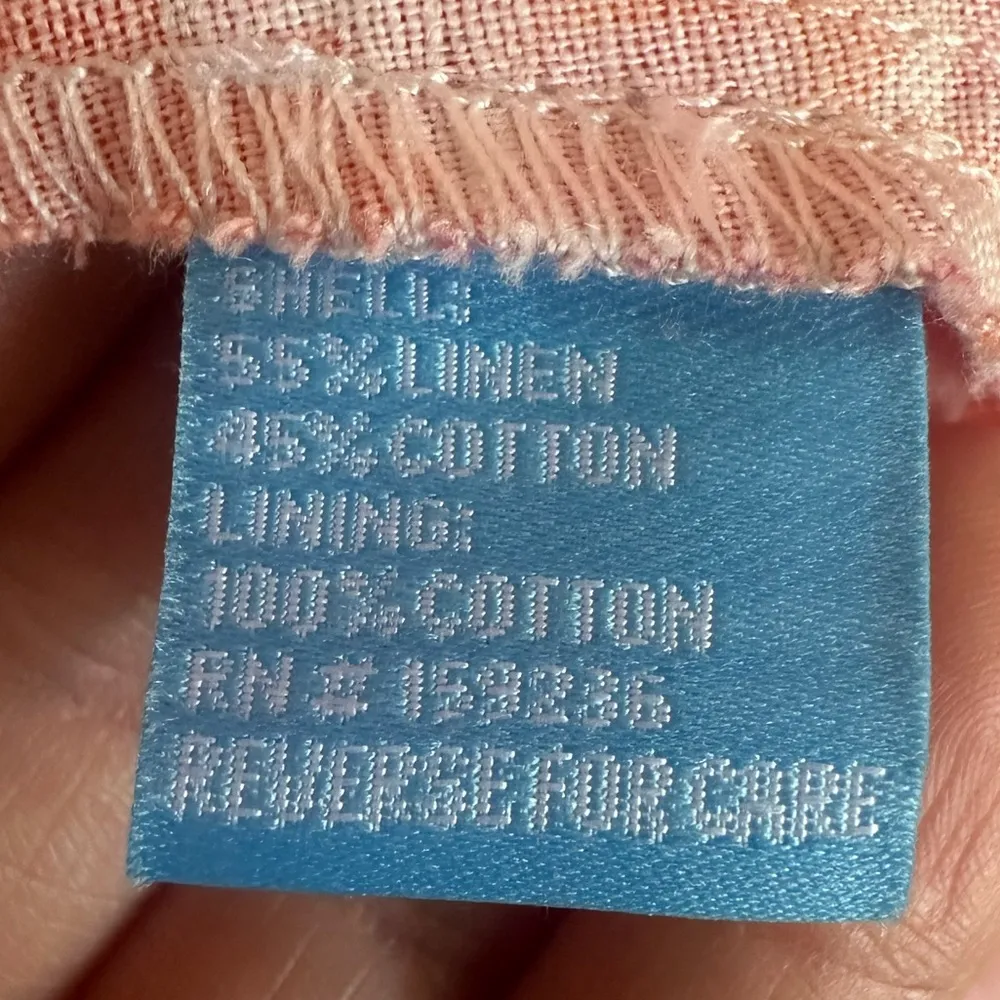 SHELL:
55% LINEN
45% COTTON
LINING:
100% COTTON
RN # 159236
REVERSE FOR CARE